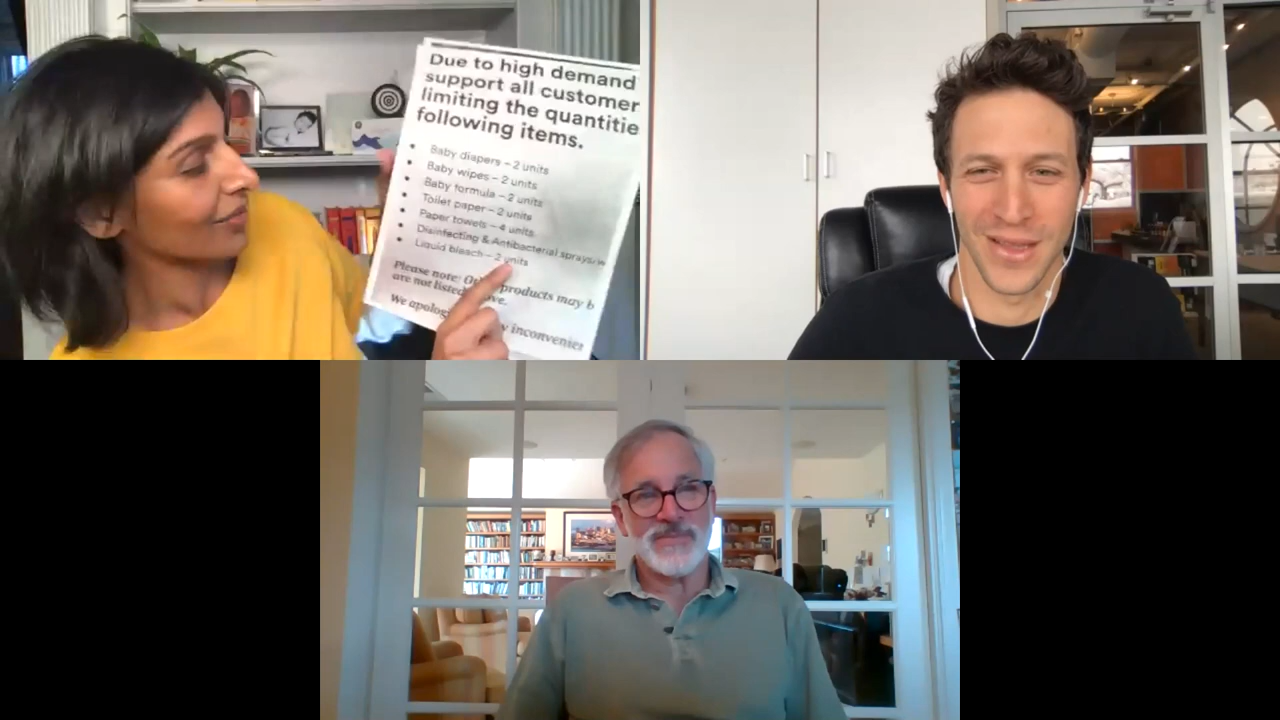 Due to high demand
support all customer
limiting the quantitie
following items.
• Baby diapers – 2 units
• Baby wipes – 2 units
• Baby formula – 2 units
• Toilet paper – 2 units
• Paper towels – 4 units
• Disinfecting & Antibacterial sprays/w
• Liquid bleach – 2 units
Please note: products may b
are not listed
We apolog inconvenien